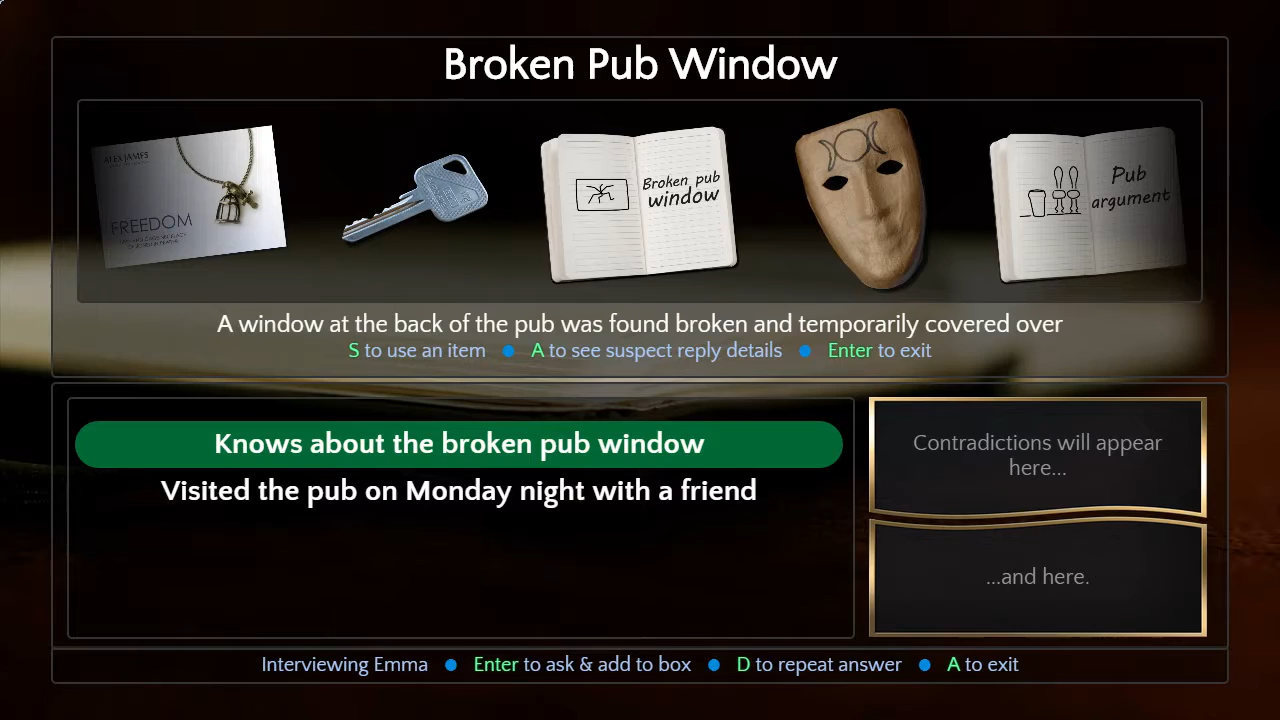 Broken Pub Window
ALEX JAMES
FREEDOM
Broken pub
window
Pub
argument
A window at the back of the pub was found broken and temporarily covered over
S to use an item A to see suspect reply details Enter to exit
Knows about the broken pub window
Visited the pub on Monday night with a friend
Contradictions will appear
here...
...and here.
Interviewing Emma Enter to ask & add to box D to repeat answer A to exit